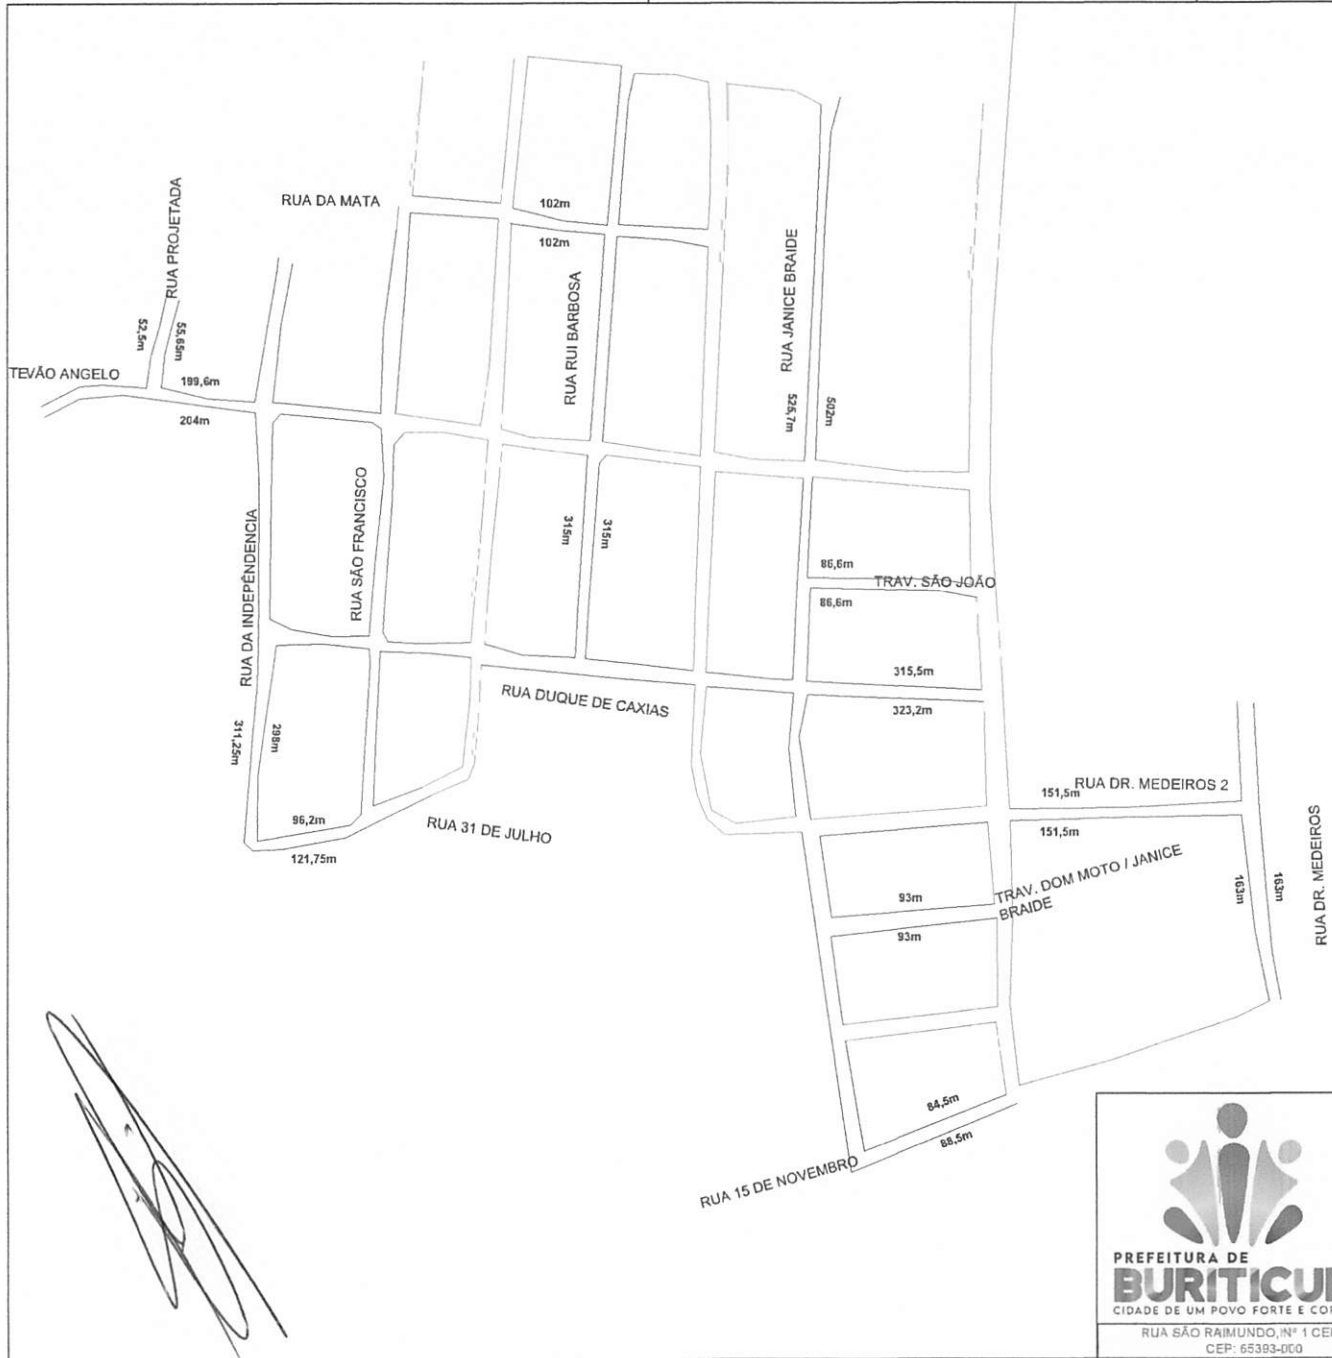 RUA DA MATA
102m
102m
RUA PROJETADA
52,5m
55,65m
TEVÃO ANGELO
199,6m
204m
RUA RUI BARBOSA
RUA JANICE BRAIDE
525,7m
502m
RUA DA INDEPENDENCIA
RUA SÃO FRANCISCO
315m
315m
86,6m
TRAV. SÃO JOÃO
86,6m
315,5m
323,2m
RUA DUQUE DE CAXIAS
311,25m
298m
96,2m
121,75m
RUA 31 DE JULHO
151,5m
RUA DR. MEDEIROS 2
151,5m
RUA DR. MEDEIROS
163m
163m
93m
TRAV. DOM MOTO / JANICE
BRAIDE
93m
84,5m
88,5m
RUA 15 DE NOVEMBRO
PREFEITURA DE
BURITICU
CIDADE DE UM POVO FORTE E
RUA SÃO RAIMUNDO, Nº 1
CEP: 65393-000